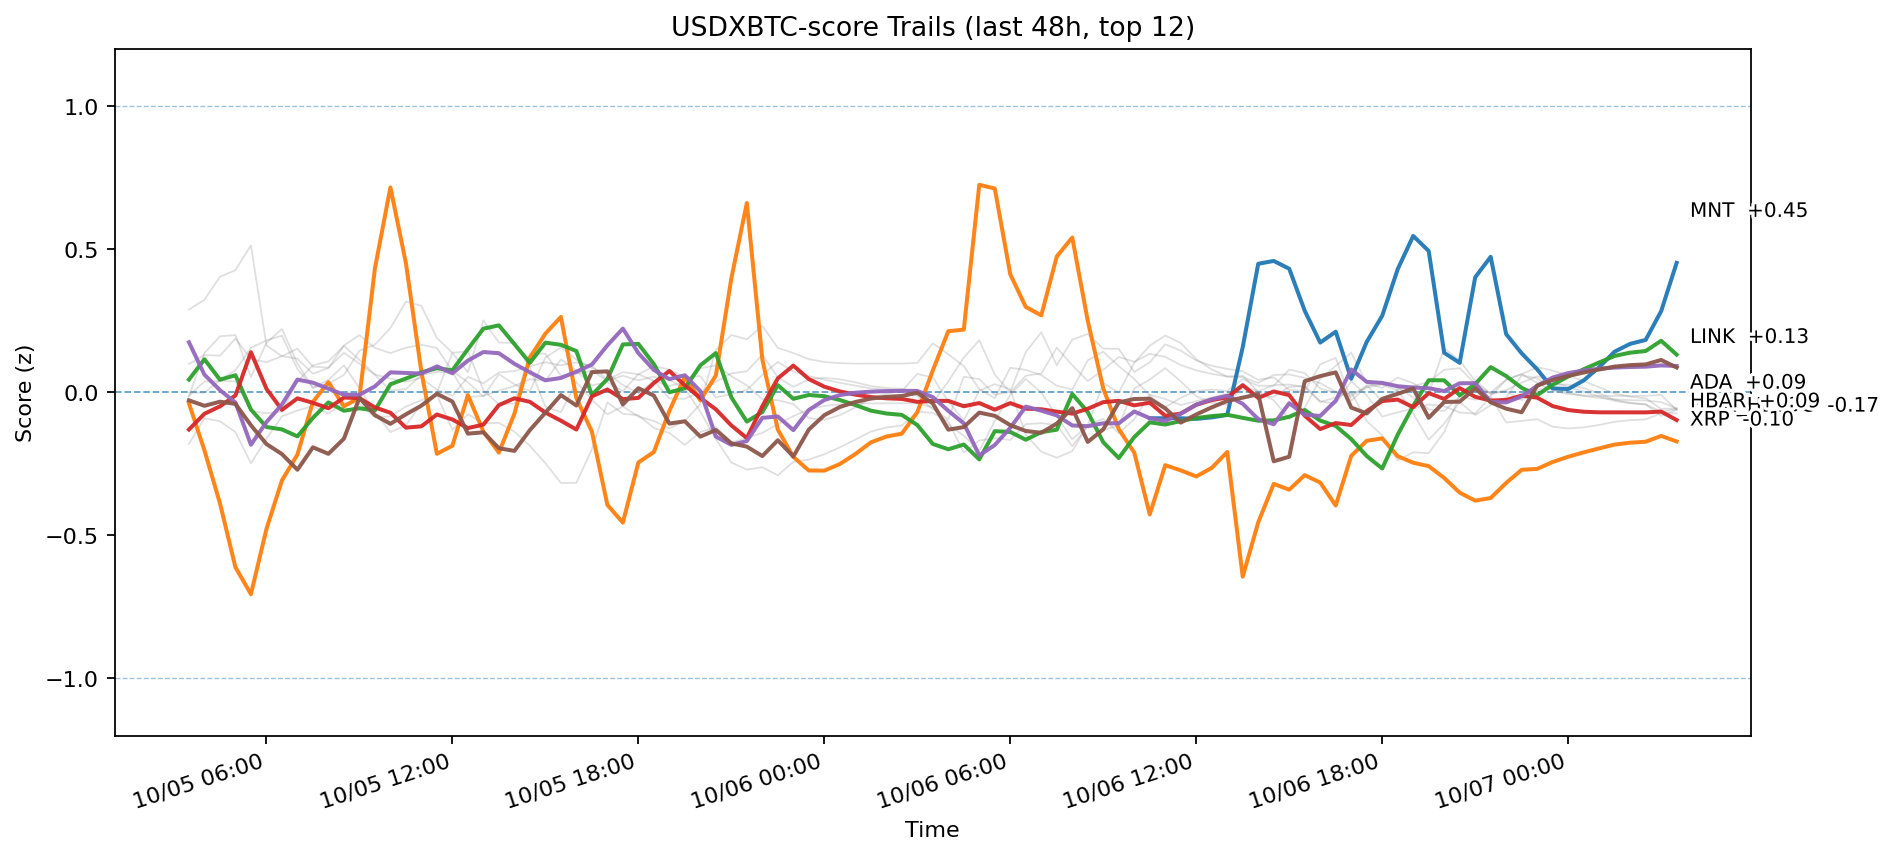 USDXBTC-score Trails (last 48h, top 12)
Score (z)
1.0
0.5
0.0
−0.5
−1.0
MNT +0.45
LINK +0.13
ADA +0.09
HBAR +0.09
-0.17
XRP −0.10
10/05 06:00
10/05 12:00
10/05 18:00
10/06 00:00
10/06 06:00
10/06 12:00
10/06 18:00
10/07 00:00
Time